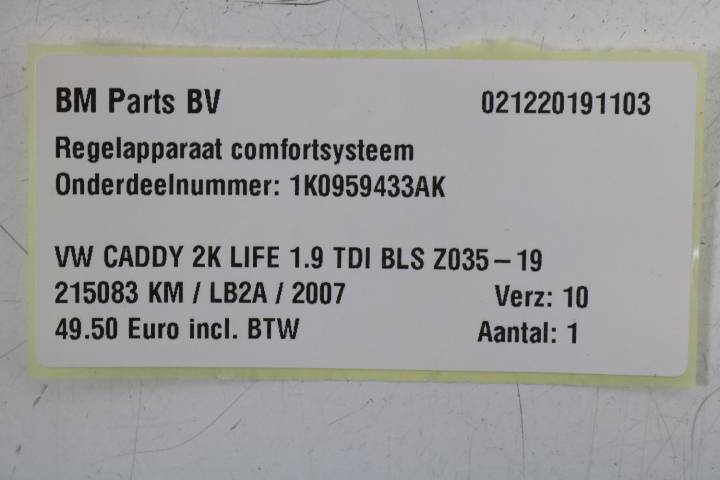 BM Parts BV 021220191103
Regelapparaat comfortsysteem
Onderdeelnummer: 1K0959433AK
VW CADDY 2K LIFE 1.9 TDI BLS Z035-19
215083 KM / LB2A / 2007 Verz: 10
49.50 Euro incl. BTW Aantal: 1